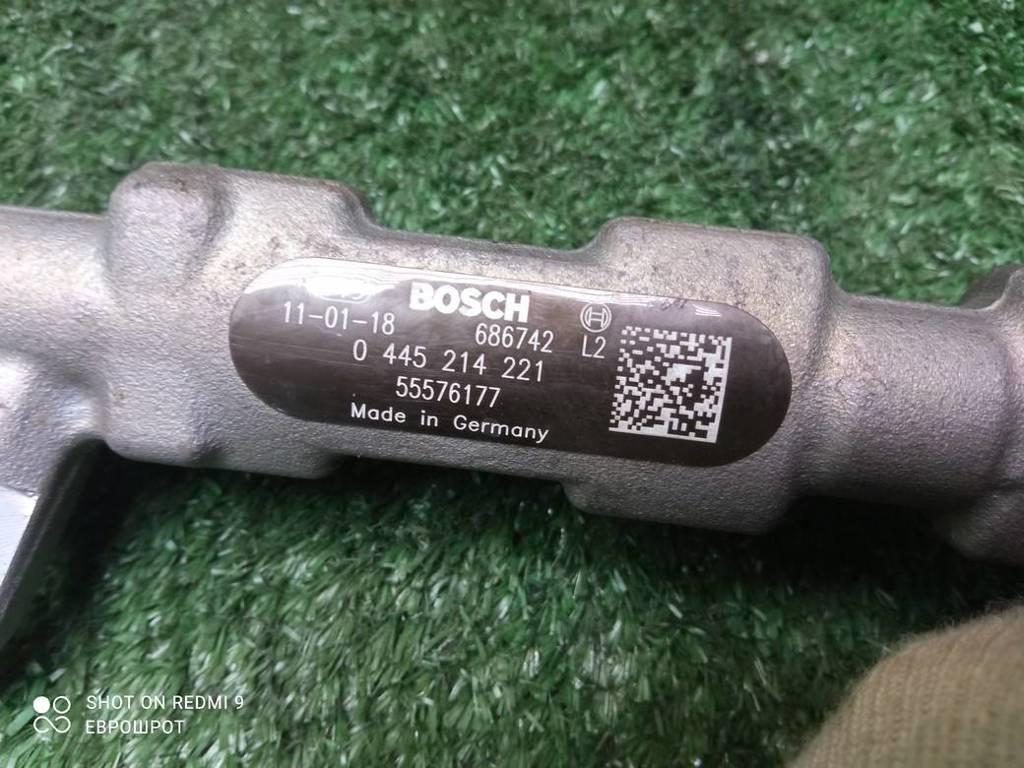 BOSCH
11-01-18 686742 L2
0 445 214 221
55576177
Made in Germany
SHOT ON REDMI 9
ЕВРОШРОТ